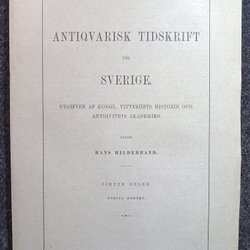 ANTIQVARISK TIDSKRIFT
FÖR
SVERIGE.
UTGIFVEN AF KONGL. VITTERHETS HISTORIE OCH
ANTIQVITETS AKADEMIEN
GENOM
HANS HILDEBRAND.
SJETTE DELEN.
FÖRSTA HÄFTET.